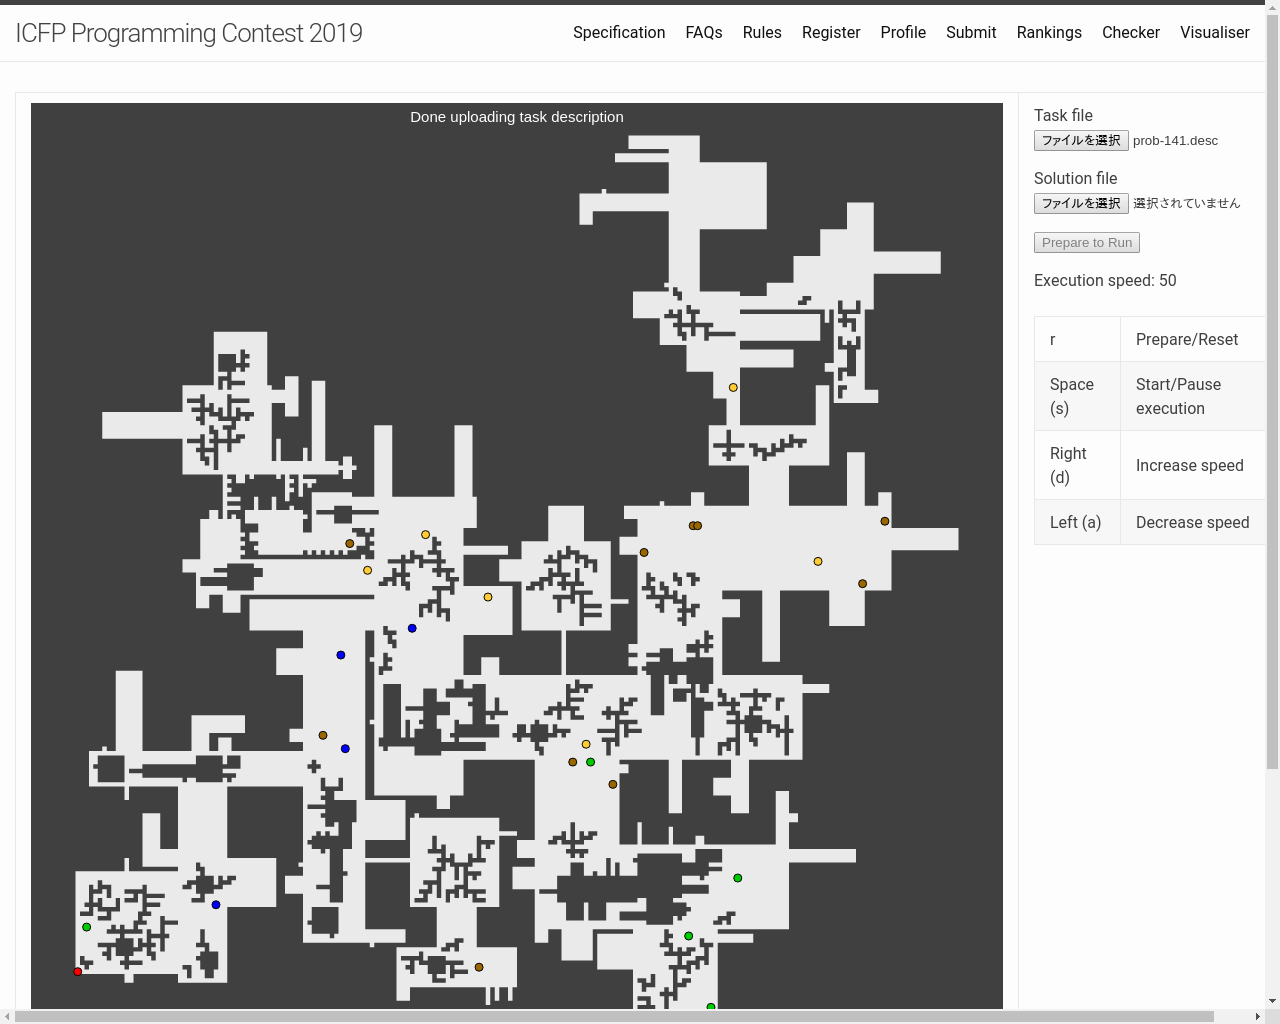 ICFP Programming Contest 2019
Specification FAQs Rules Register Profile Submit Rankings Checker Visualiser
Done uploading task description
Task file
ファイルを選択 prob-141.desc
Solution file
ファイルを選択 選択されていません
Prepare to Run
Execution speed: 50
r Prepare/Reset
Space (s) Start/Pause execution
Right (d) Increase speed
Left (a) Decrease speed